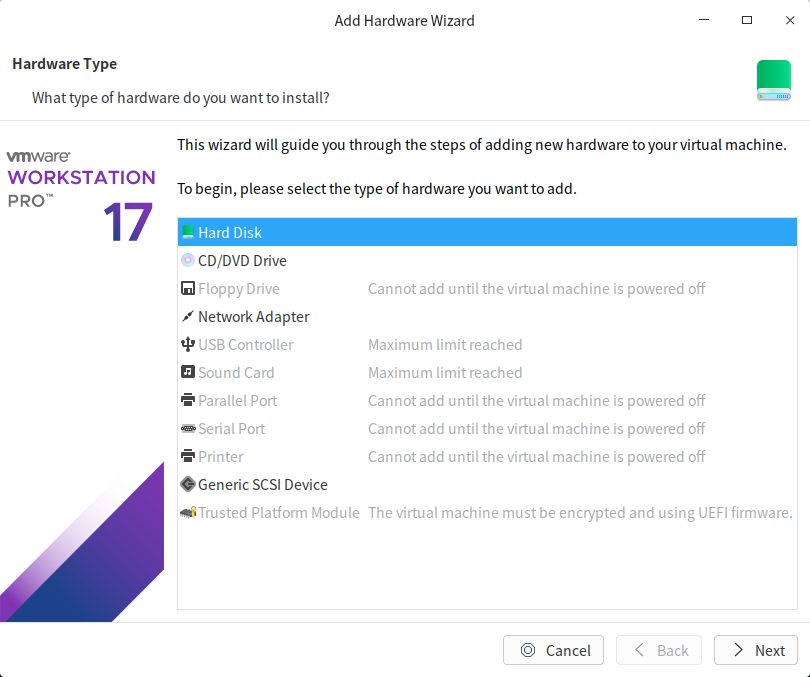 Add Hardware Wizard
Hardware Type
What type of hardware do you want to install?
vmware®
WORKSTATION
PRO™
17
This wizard will guide you through the steps of adding new hardware to your virtual machine.
To begin, please select the type of hardware you want to add.
Hard Disk
CD/DVD Drive
Floppy Drive Cannot add until the virtual machine is powered off
Network Adapter
USB Controller Maximum limit reached
Sound Card Maximum limit reached
Parallel Port Cannot add until the virtual machine is powered off
Serial Port Cannot add until the virtual machine is powered off
Printer Cannot add until the virtual machine is powered off
Generic SCSI Device
Trusted Platform Module The virtual machine must be encrypted and using UEFI firmware.
Cancel Back Next